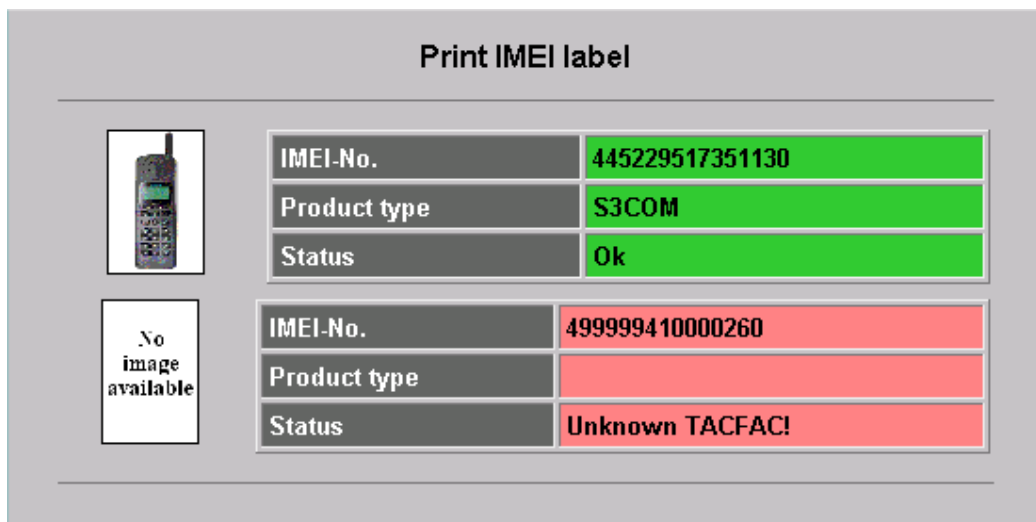 Print IMEI label
IMEI-No. 445229517351130
Product type S3COM
Status Ok
No
image
available
IMEI-No. 499999410000260
Product type
Status Unknown TACFAC!